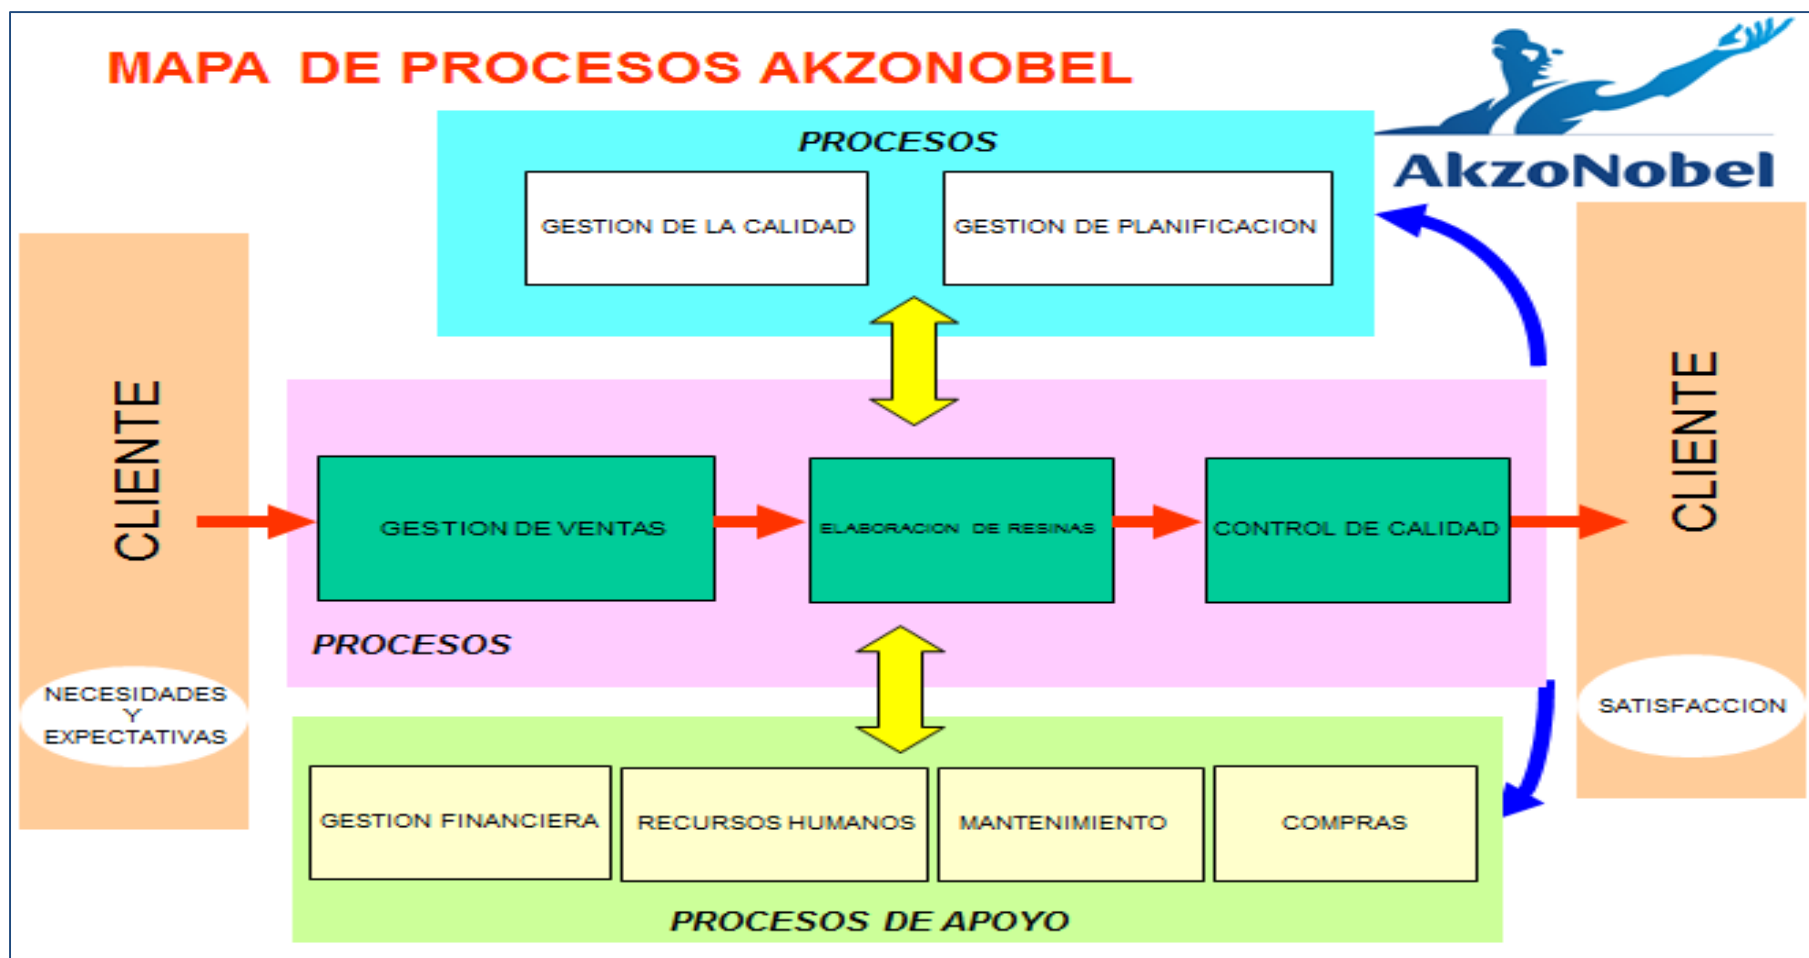 MAPA DE PROCESOS AKZONOBEL
AkzoNobel
PROCESOS
GESTION DE LA CALIDAD
GESTION DE PLANIFICACION
CLIENTE
NECESIDADES
Y
EXPECTATIVAS
GESTION DE VENTAS
ELABORACION DE RESINAS
CONTROL DE CALIDAD
PROCESOS
CLIENTE
SATISFACCION
GESTION FINANCIERA
RECURSOS HUMANOS
MANTENIMIENTO
COMPRAS
PROCESOS DE APOYO